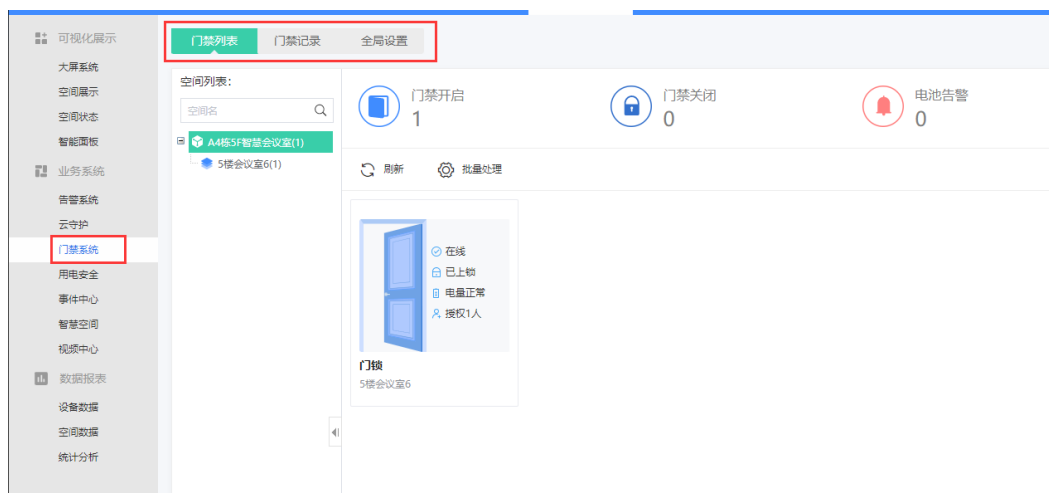 可视化展示
大屏系统
空间展示
空间状态
智能面板
业务系统
告警系统
云守护
门禁系统
用电安全
事件中心
智慧空间
视频中心
数据报表
设备数据
空间数据
统计分析
门禁列表 门禁记录 全局设置
空间列表:
空间名
A4栋5F智慧会议室(1)
5楼会议室6(1)
门禁开启
1
门禁关闭
0
电池告警
0
刷新 批量处理
在线
已上锁
电量正常
授权1人
门锁
5楼会议室6